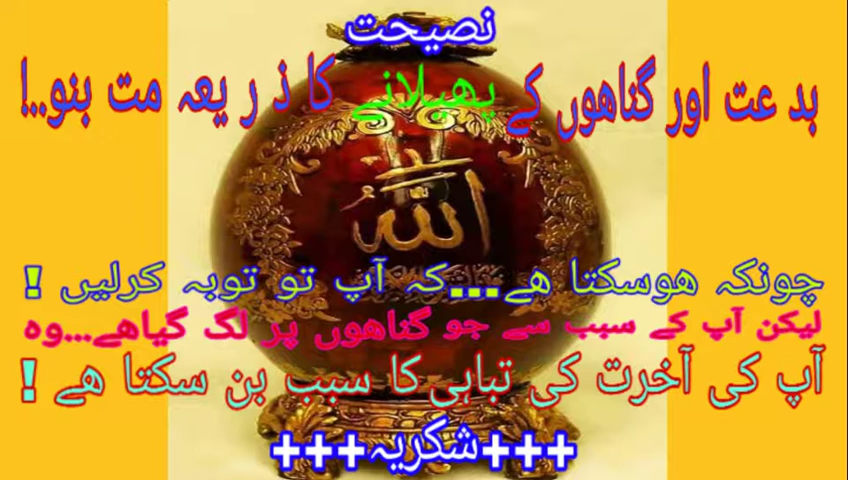 نصیحت
بدعت اور گناھوں کے پھیلانے کا ذریعہ مت بنو..!
اللّٰہُ
چونکہ ھوسکتا ھے...کہ آپ تو توبہ کرلیں !
لیکن آپ کے سبب سے جو گناھوں پر لگ گیاھے...وہ
آپ کی آخرت کی تباہی کا سبب بن سکتا ھے !
+++شکریہ+++